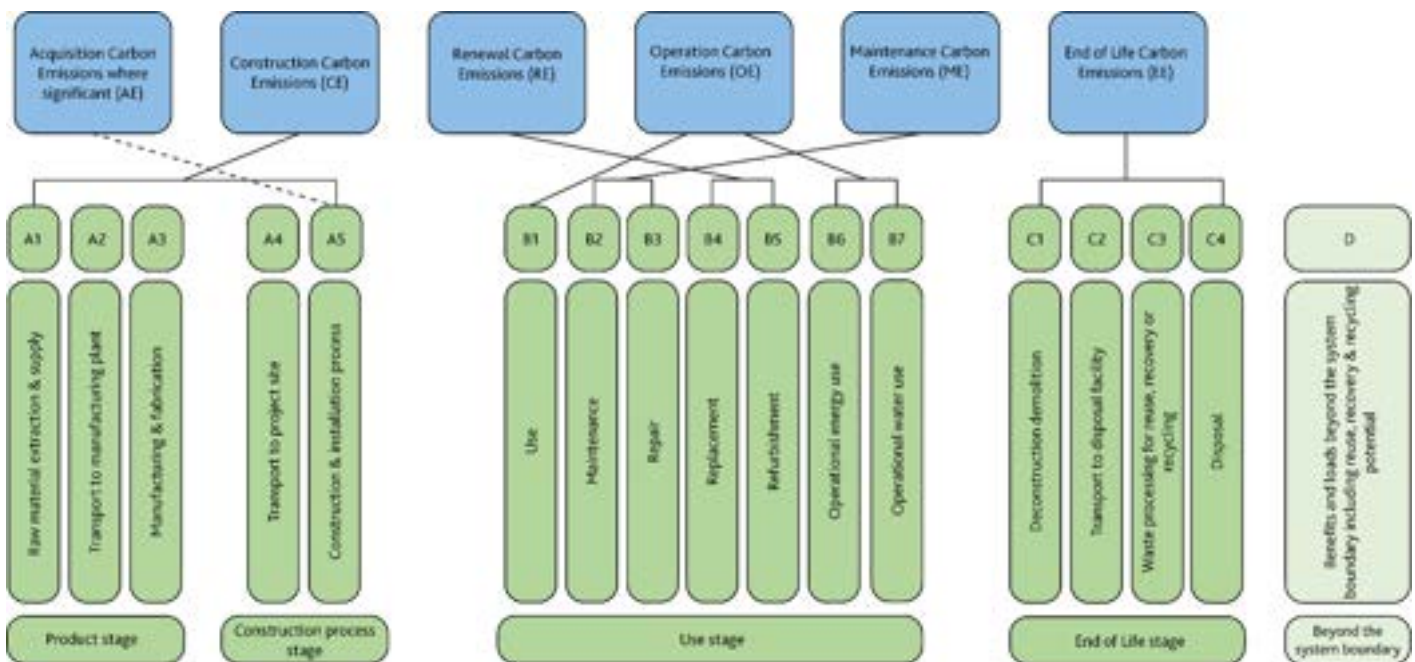 Acquisition Carbon
Emissions where
significant (AE)
Construction Carbon
Emissions (CE)
Renewal Carbon
Emissions (RE)
Operation Carbon
Emissions (OE)
Maintenance Carbon
Emissions (ME)
End of Life Carbon
Emissions (EE)
A1
A2
A3
A4
A5
B1
B2
B3
B4
B5
B6
B7
C1
C2
C3
C4
D
Raw material extraction & supply
Transport to manufacturing plant
Manufacturing & fabrication
Transport to project site
Construction & installation process
Use
Maintenance
Repair
Replacement
Refurbishment
Operational energy use
Operational water use
Deconstruction demolition
Transport to disposal facility
Waste processing for reuse, recovery or
recycling
Disposal
Benefits and loads beyond the system
boundary including reuse, recovery & recycling
potential
Product stage
Construction process
stage
Use stage
End of Life stage
Beyond the
system boundary